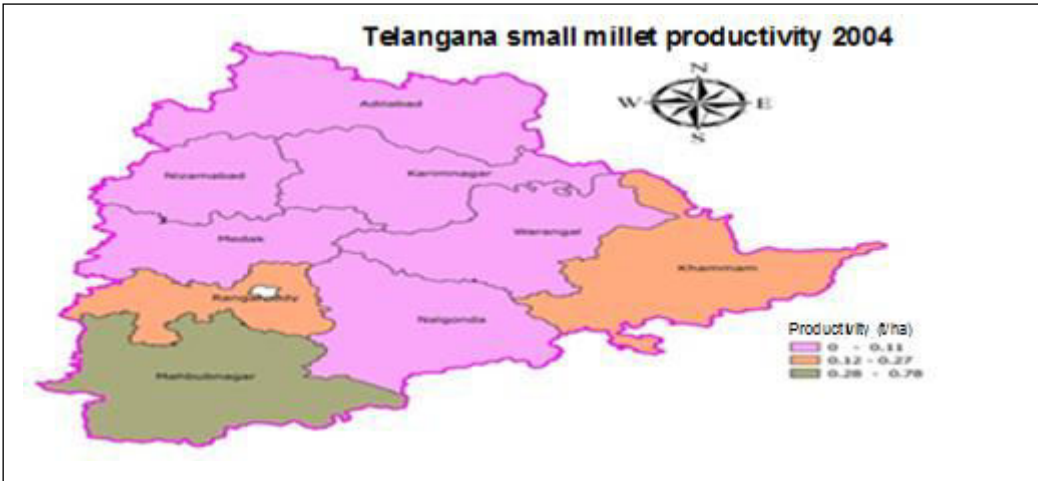 Telangana small millet productivity 2004
N
W E
S
Adilabad
Nizamabad
Karimnagar
Medak
Warangal
Khammam
Rangareddy
Nalgonda
Mahbubnagar
Productivity (t/ha)
0 - 0.11
0.12 - 0.27
0.28 - 0.78